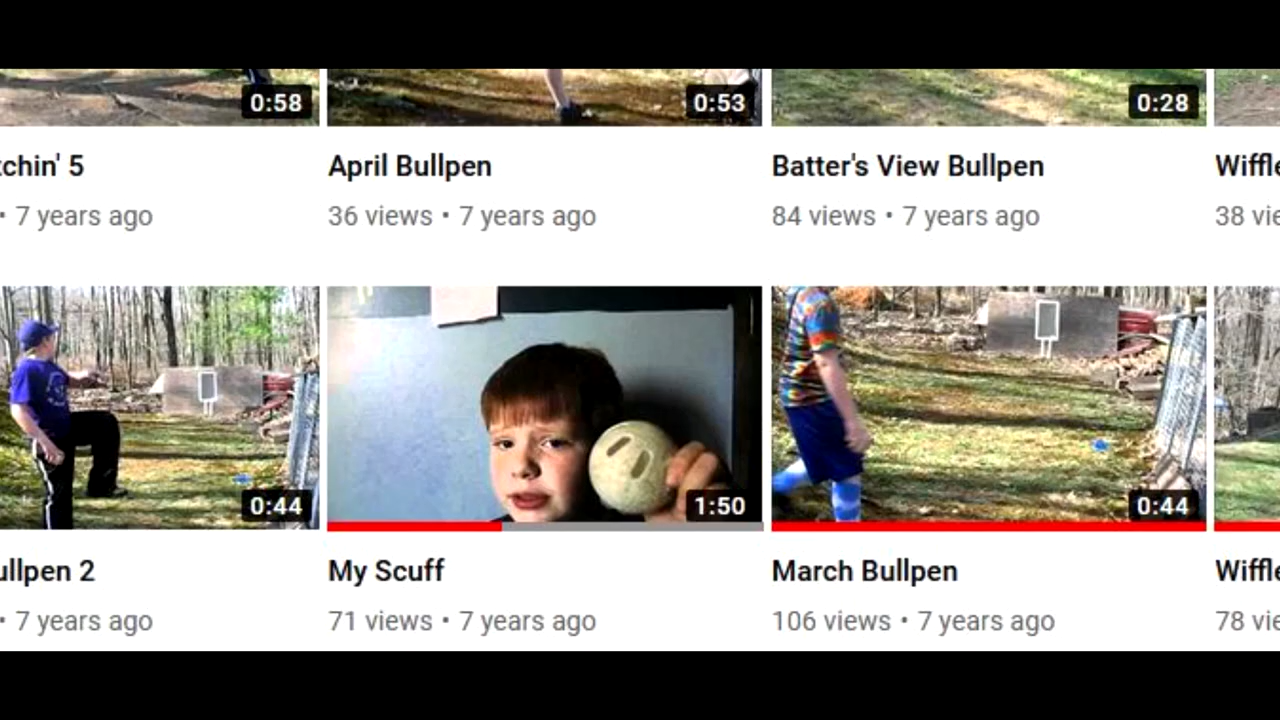 0:58
0:53
0:28
tchin' 5
April Bullpen
Batter's View Bullpen
• 7 years ago
36 views • 7 years ago
84 views • 7 years ago
38
0:44
1:50
0:44
My Scuff
March Bullpen
2
• 7 years ago
71 views • 7 years ago
106 views • 7 years ago
78